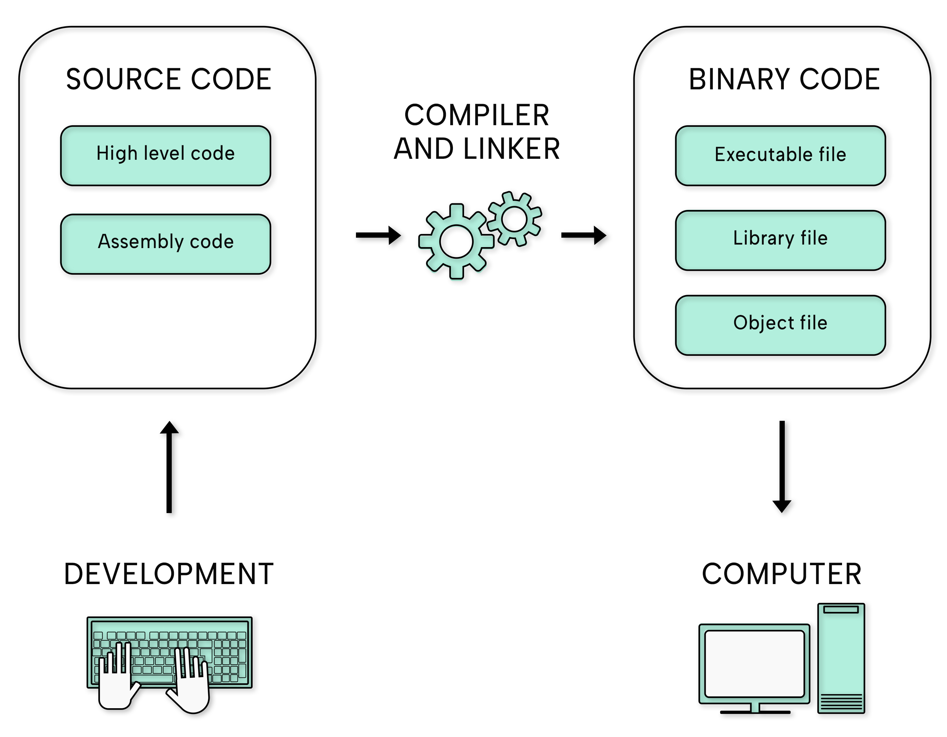 SOURCE CODE
High level code
Assembly code
COMPILER
AND LINKER
BINARY CODE
Executable file
Library file
Object file
DEVELOPMENT
COMPUTER